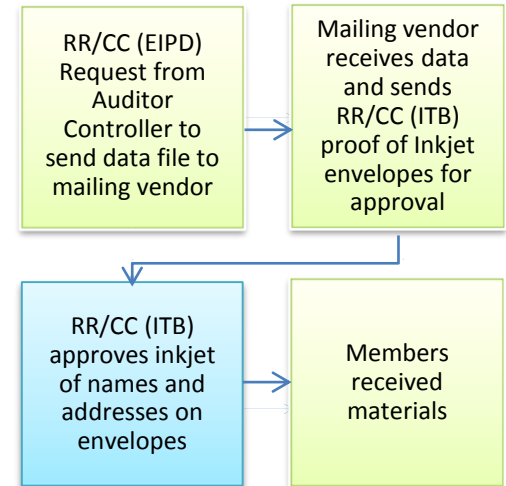 RR/CC (EIPD)
Request from
Auditor
Controller to
send data file to
mailing vendor
Mailing vendor
receives data
and sends
RR/CC (ITB)
proof of Inkjet
envelopes for
approval
RR/CC (ITB)
approves inkjet
of names and
addresses on
envelopes
Members
received
materials